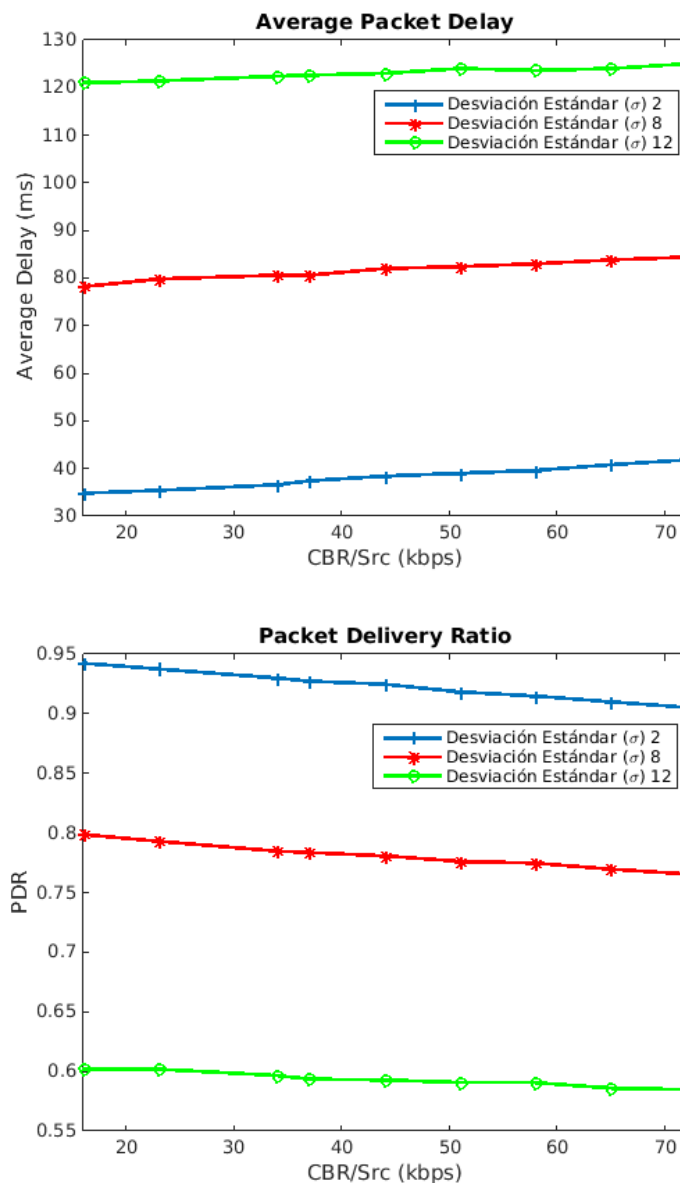 Average Packet Delay
130
120
110
100
90
80
70
60
50
40
30
Average Delay (ms)
Desviación Estándar (σ) 2
Desviación Estándar (σ) 8
Desviación Estándar (σ) 12
20 30 40 50 60 70
CBR/Src (kbps)
Packet Delivery Ratio
0.95
0.9
0.85
0.8
0.75
0.7
0.65
0.6
0.55
PDR
Desviación Estándar (σ) 2
Desviación Estándar (σ) 8
Desviación Estándar (σ) 12
20 30 40 50 60 70
CBR/Src (kbps)